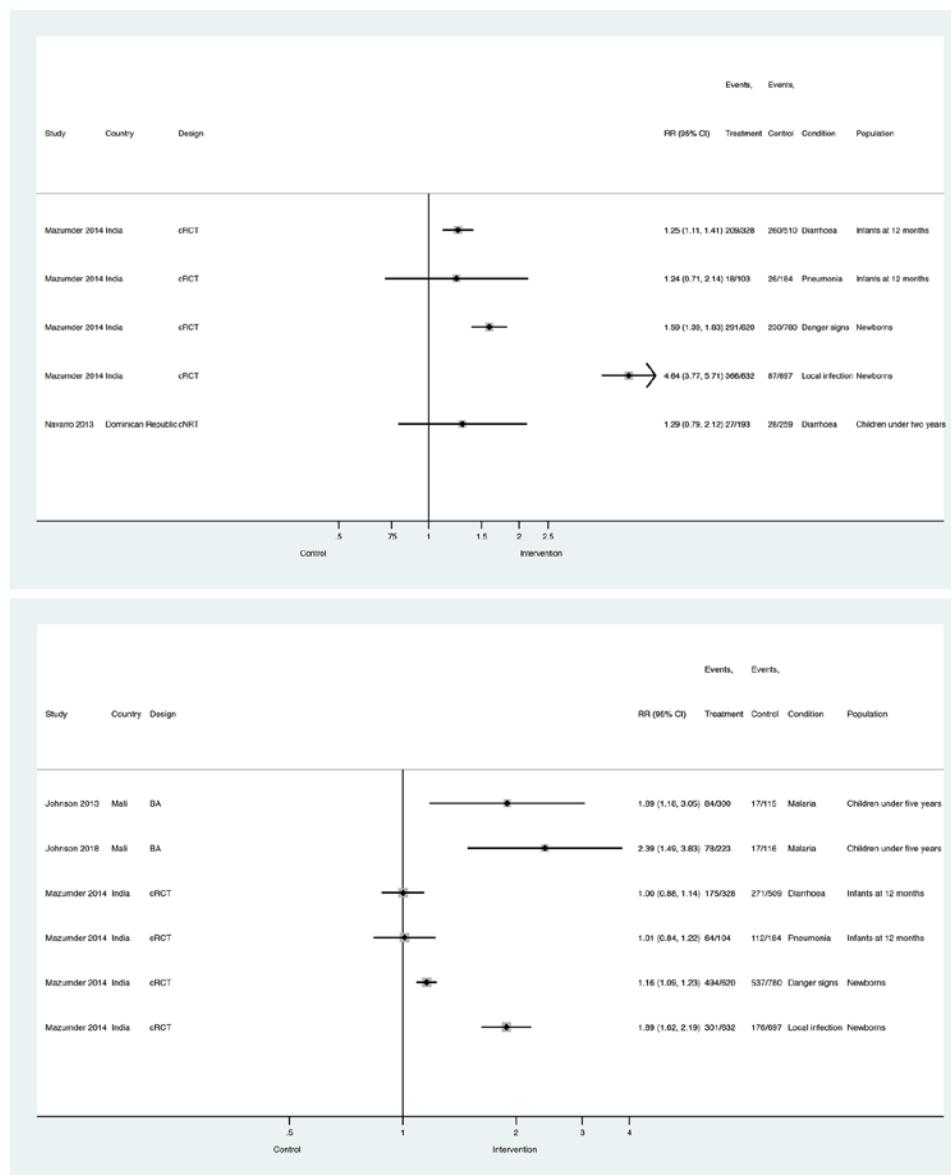 Events, Events,
Study Country Design RR (95% CI) Treatment Control Condition Population
Mazumder 2014 India cRCT 1.25 (1.11, 1.41) 209/328 260/510 Diarrhoea Infants at 12 months
Mazumder 2014 India cRCT 1.24 (0.71, 2.14) 18/103 26/184 Pneumonia Infants at 12 months
Mazumder 2014 India cRCT 1.59 (1.39, 1.83) 291/620 230/780 Danger signs Newborns
Mazumder 2014 India cRCT 4.64 (3.77, 5.71) 366/632 87/697 Local infection Newborns
Navarro 2013 Dominican Republic cNRT 1.29 (0.79, 2.12) 27/193 28/259 Diarrhoea Children under two years
.5 .75 1 1.5 2 2.5
Control Intervention
Events, Events,
Study Country Design RR (95% CI) Treatment Control Condition Population
Johnson 2013 Mali BA 1.89 (1.18, 3.05) 84/300 17/115 Malaria Children under five years
Johnson 2018 Mali BA 2.39 (1.49, 3.83) 78/223 17/116 Malaria Children under five years
Mazumder 2014 India cRCT 1.00 (0.88, 1.14) 175/328 271/509 Diarrhoea Infants at 12 months
Mazumder 2014 India cRCT 1.01 (0.84, 1.22) 64/104 112/184 Pneumonia Infants at 12 months
Mazumder 2014 India cRCT 1.16 (1.09, 1.23) 494/620 537/780 Danger signs Newborns
Mazumder 2014 India cRCT 1.89 (1.62, 2.19) 301/632 176/697 Local infection Newborns
.5 1 2 3 4
Control Intervention